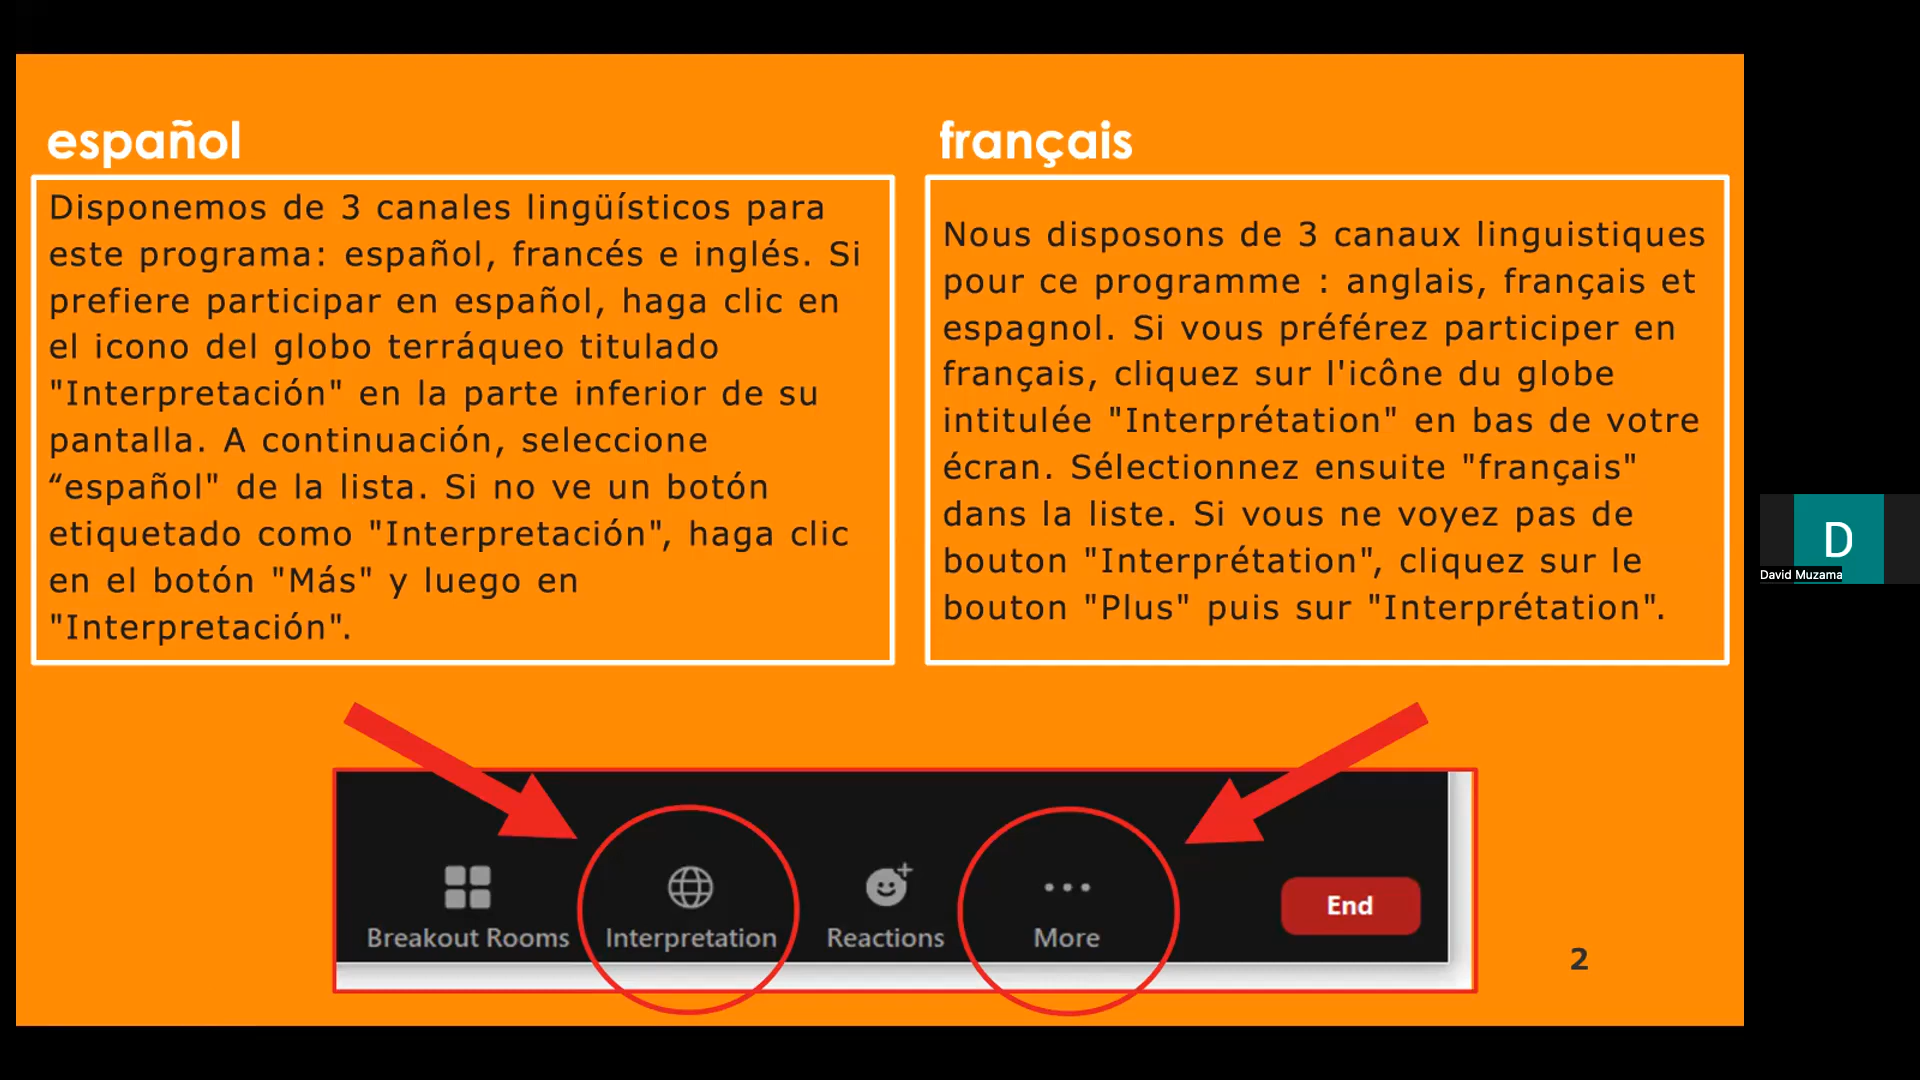 español
Disponemos de 3 canales lingüísticos para
este programa: español, francés e inglés. Si
prefiere participar en español, haga clic en
el icono del globo terráqueo titulado
"Interpretación" en la parte inferior de su
pantalla. A continuación, seleccione
“español" de la lista. Si no ve un botón
etiquetado como "Interpretación", haga clic
en el botón "Más" y luego en
"Interpretación".
français
Nous disposons de 3 canaux linguistiques
pour ce programme : anglais, français et
espagnol. Si vous préférez participer en
français, cliquez sur l'icône du globe
intitulée "Interprétation" en bas de votre
écran. Sélectionnez ensuite "français"
dans la liste. Si vous ne voyez pas de
bouton "Interprétation", cliquez sur le
bouton "Plus" puis sur "Interprétation".
Breakout Rooms
Interpretation
Reactions
More
End
2
D
David Muzama